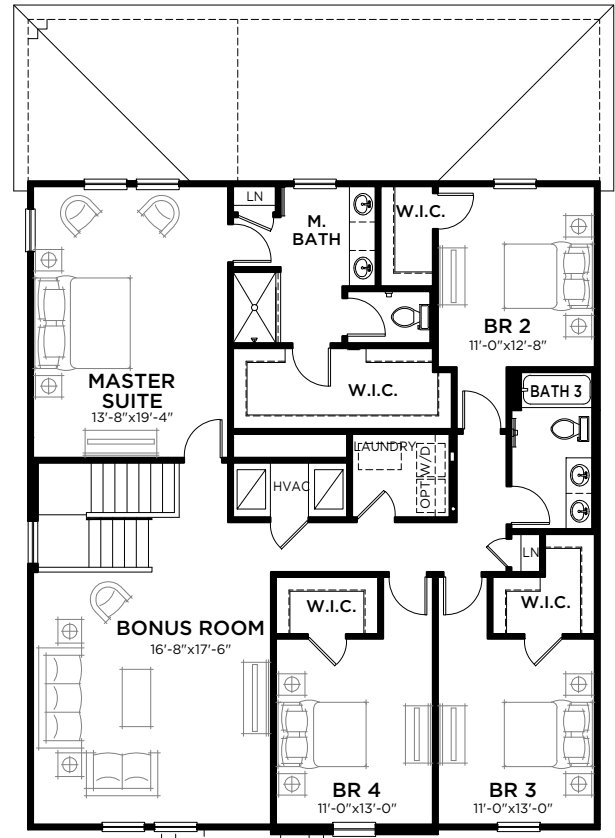 LN
M.
BATH
W.I.C.
BR 2
11'-0"x12'-8"
MASTER
SUITE
13'-8"x19'-4"
W.I.C.
BATH 3
LAUNDRY
OPT W/D
HVAC
LN
W.I.C.
W.I.C.
BONUS ROOM
16'-8"x17'-6"
BR 4
11'-0"x13'-0"
BR 3
11'-0"x13'-0"